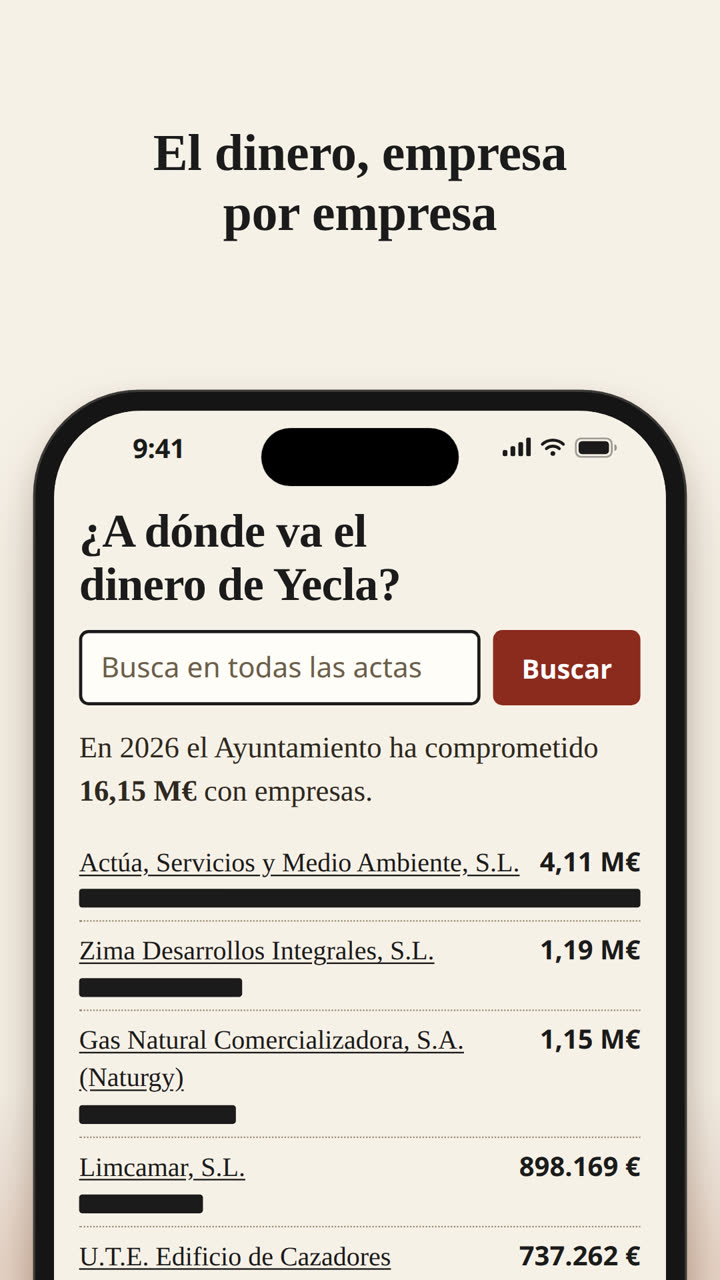 El dinero, empresa
por empresa
9:41
¿A dónde va el
dinero de Yecla?
Busca en todas las actas
Buscar
En 2026 el Ayuntamiento ha comprometido
16,15 M€ con empresas.
Actúa, Servicios y Medio Ambiente, S.L. 4,11 M€
Zima Desarrollos Integrales, S.L. 1,19 M€
Gas Natural Comercializadora, S.A. 1,15 M€
(Naturgy)
Limcamar, S.L. 898.169 €
U.T.E. Edificio de Cazadores 737.262 €